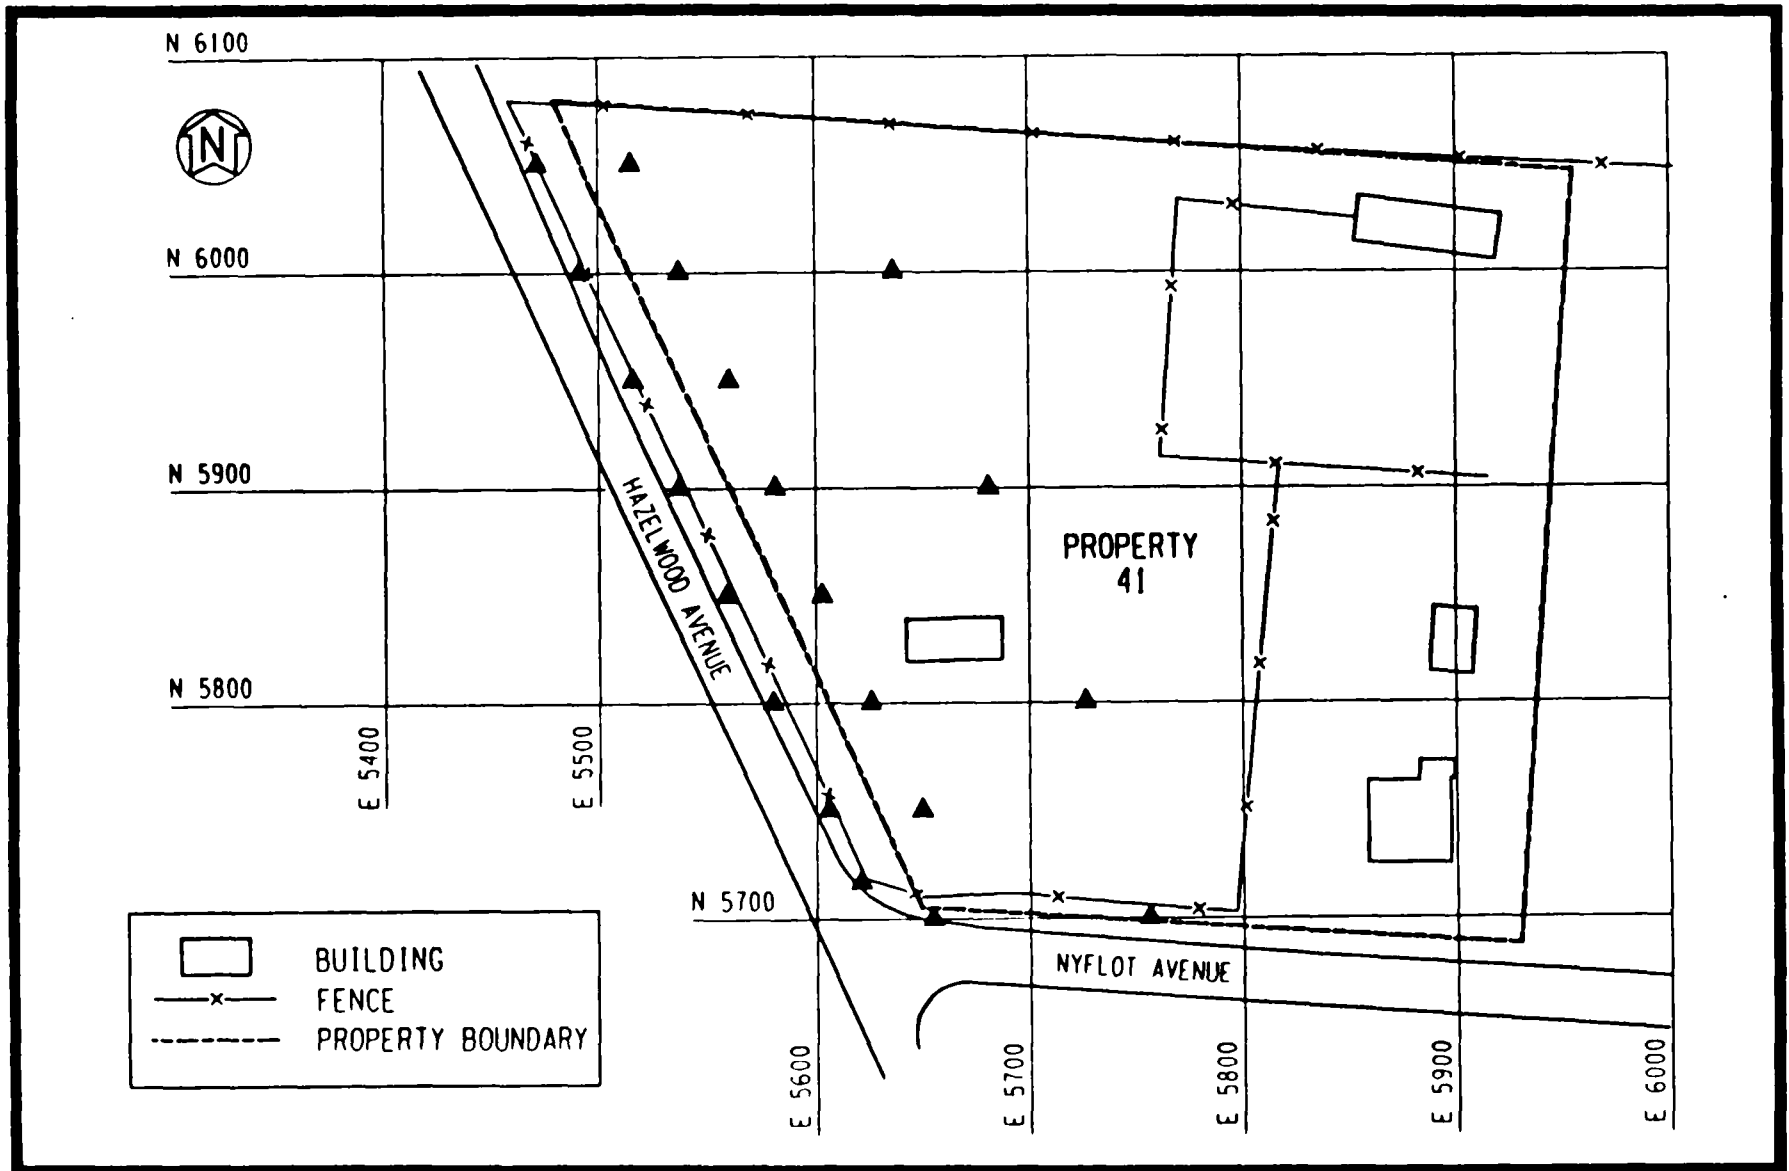 N 6100
N
N 6000
N 5900
N 5800
E 5400
E 5500
HAZELWOOD AVENUE
PROPERTY
41
N 5700
NYFLOT AVENUE
E 5600
E 5700
E 5800
E 5900
E 6000
BUILDING
FENCE
PROPERTY BOUNDARY